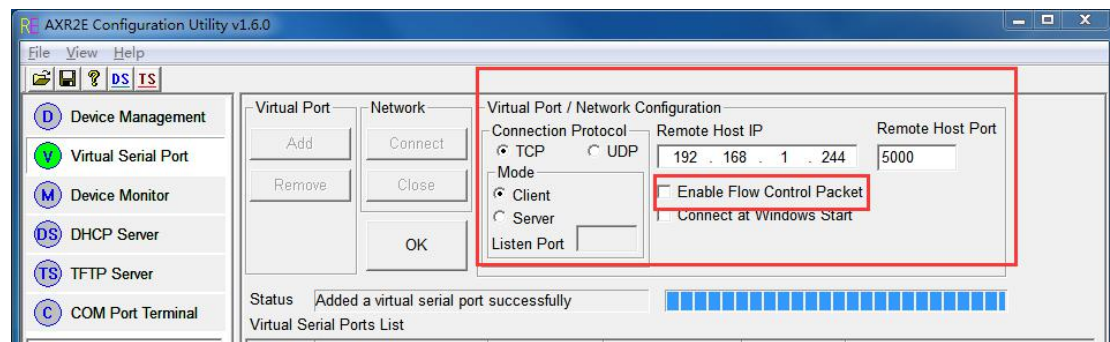 RE AXR2E Configuration Utility v1.6.0
File View Help
DS TS
D Device Management
V Virtual Serial Port
M Device Monitor
DS DHCP Server
TS TFTP Server
C COM Port Terminal
Virtual Port
Add
Remove
Network
Connect
Close
OK
Virtual Port / Network Configuration
Connection Protocol
TCP UDP
Mode
Client
Server
Listen Port
Remote Host IP
192 . 168 . 1 . 244
Remote Host Port
5000
Enable Flow Control Packet
Connect at Windows Start
Status Added a virtual serial port successfully
Virtual Serial Ports List